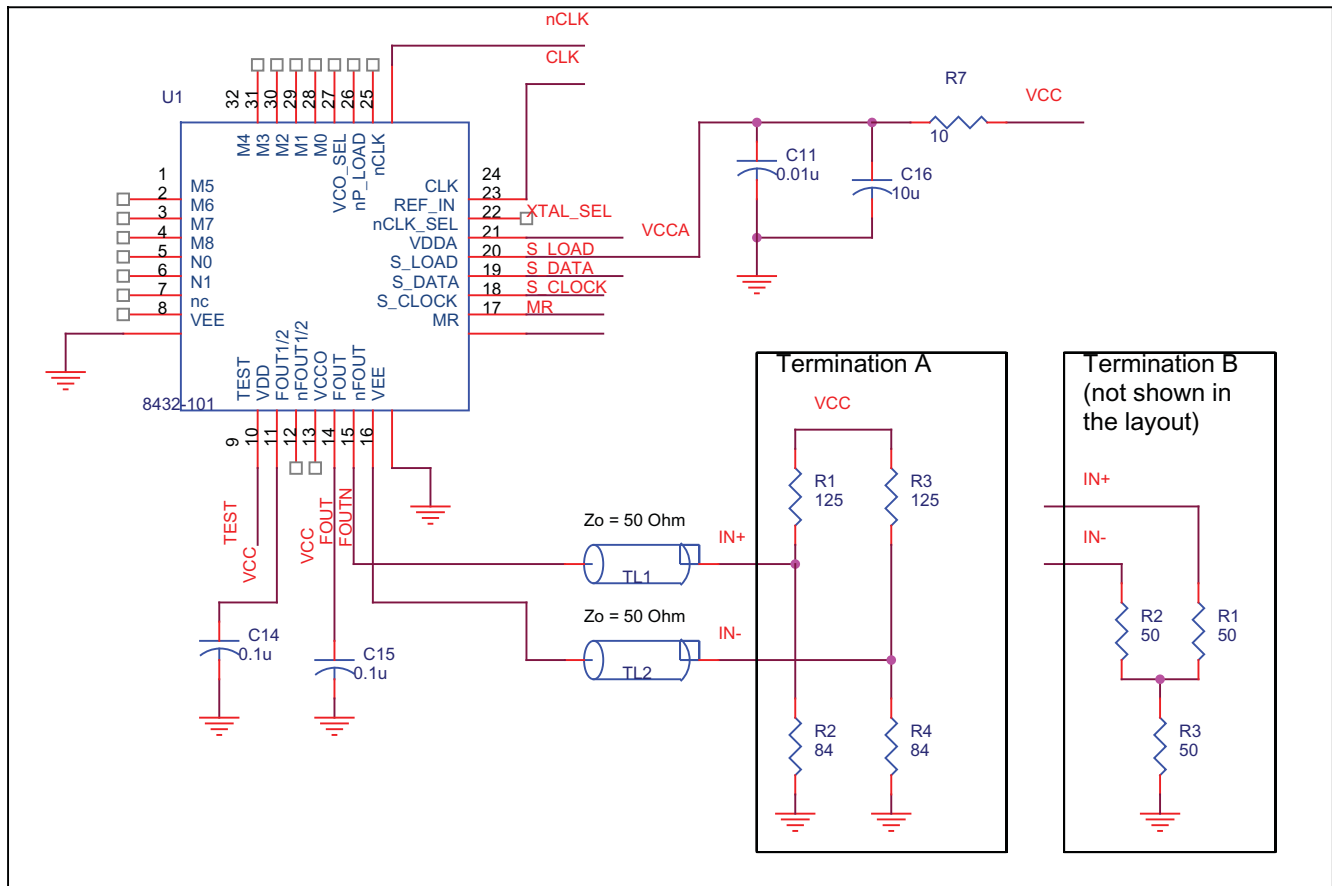 nCLK
CLK
U1
32
31
30
29
28
27
26
25
M4
M3
M2
M1
M0
VCO_SEL
nP_LOAD
nCLK
R7
10
VCC
C11
0.01u
C16
10u
1
2
3
4
5
6
7
8
M5
M6
M7
M8
N0
N1
nc
VEE
CLK
REF_IN
nCLK_SEL
VDDA
S_LOAD
S_DATA
S_CLOCK
MR
24
23
22
21
20
19
18
17
XTAL_SEL
VCCA
S_LOAD
S_DATA
S_CLOCK
MR
TEST
VDD
FOUT1/2
nFOUT1/2
VCCO
FOUT
nFOUT
VEE
8432-101
9
10
11
12
13
14
15
16
TEST
VCC
VCC
FOUT
FOUTN
C14
0.1u
C15
0.1u
Zo = 50 Ohm
TL1
IN+
Zo = 50 Ohm
TL2
IN-
Termination A
VCC
R1
125
R3
125
R2
84
R4
84
Termination B
(not shown in
the layout)
IN+
IN-
R2
50
R1
50
R3
50